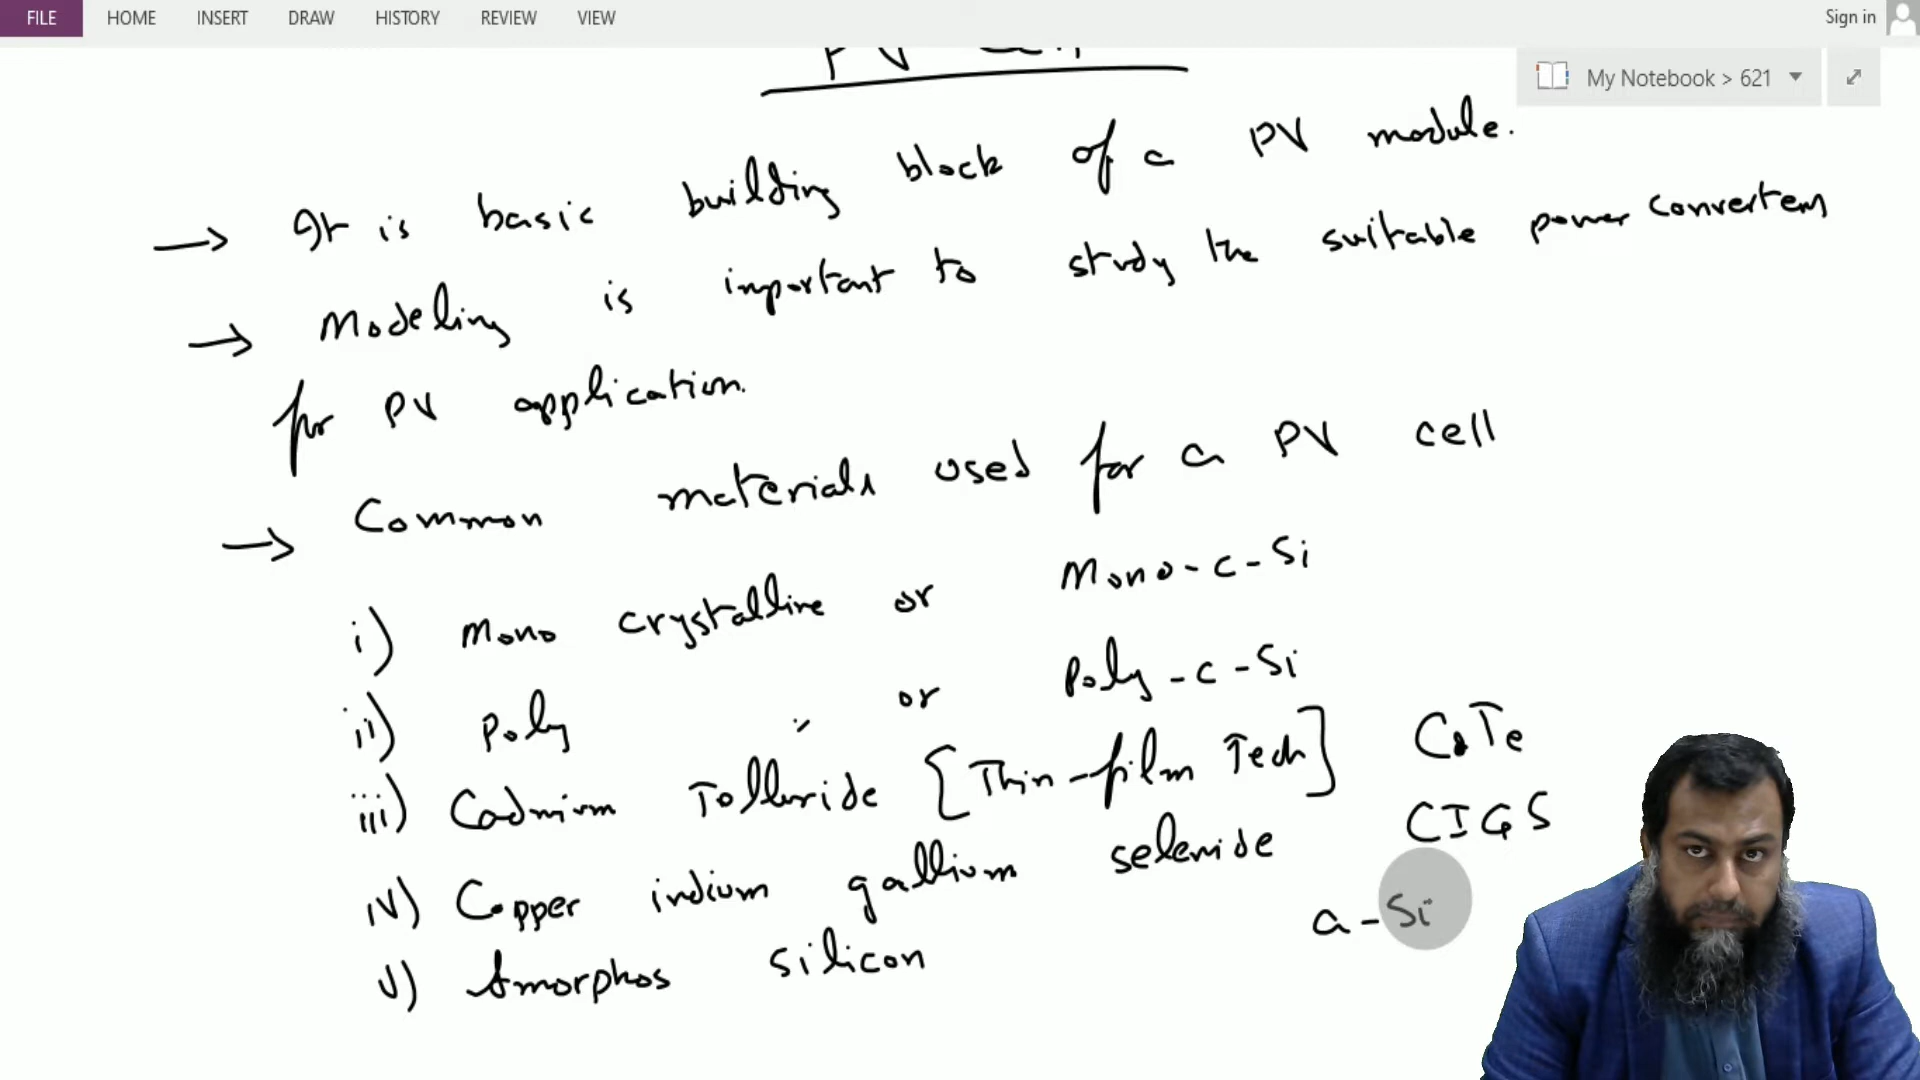 FILE HOME INSERT DRAW HISTORY REVIEW VIEW Sign in
PV cell
My Notebook > 621
→ It is basic building block of a PV module.
→ Modeling is important to study the suitable power converters
for PV application.
→ Common materials used for a PV cell
i) Mono crystalline or Mono-c-Si
ii) Poly " or Poly-c-Si
iii) Cadmium Tolluride [Thin-film Tech] CdTe
iv) Copper indium gallium selenide CIGS
v) Amorphos silicon a-Si